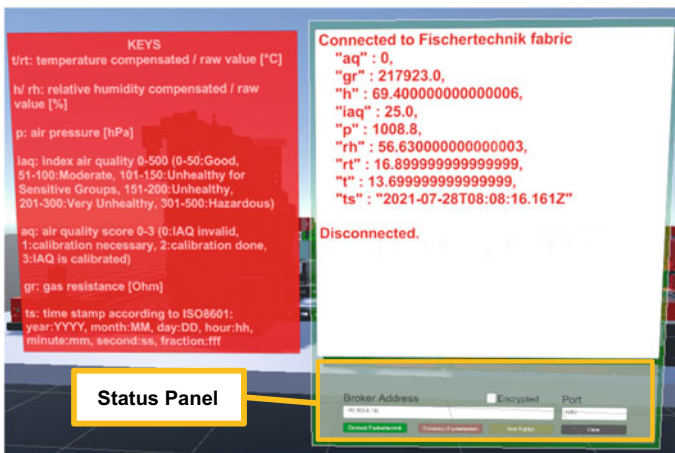 KEYS
t/rt: temperature compensated / raw value [°C]
h/ rh: relative humidity compensated / raw
value [%]
p: air pressure [hPa]
iaq: index air quality 0-500 (0-50:Good,
51-100:Moderate, 101-150:Unhealthy for
Sensitive Groups, 151-200:Unhealthy,
201-300:Very Unhealthy, 301-500:Hazardous)
aq: air quality score 0-3 (0:IAQ invalid,
1:calibration necessary, 2:calibration done,
3:IAQ is calibrated)
gr: gas resistance [Ohm]
ts: time stamp according to ISO8601:
year:YYYY, month:MM, day:DD, hour:hh,
minute:mm, second:ss, fraction:fff
Connected to Fischertechnik fabric
"aq" : 0,
"gr" : 217923.0,
"h" : 69.400000000000006,
"iaq" : 25.0,
"p" : 1008.8,
"rh" : 56.630000000000003,
"rt" : 16.899999999999999,
"t" : 13.699999999999999,
"ts" : "2021-07-28T08:08:16.161Z"
Disconnected.
Status Panel
Broker Address Encrypted Port
Connect Fischertechnik Disconnect Fischertechnik Test Publish Clear